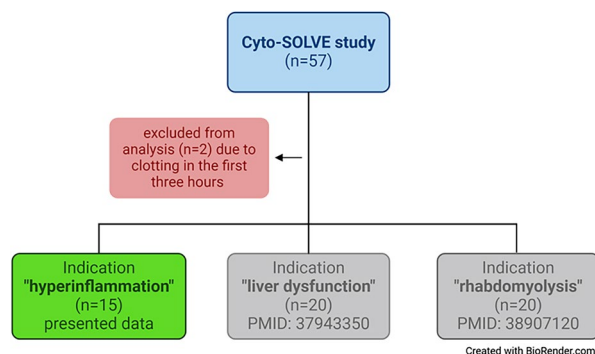 Cyto-SOLVE study
(n=57)
excluded from
analysis (n=2) due to
clotting in the first
three hours
Indication
"hyperinflammation"
(n=15)
presented data
Indication
"liver dysfunction"
(n=20)
PMID: 37943350
Indication
"rhabdomyolysis"
(n=20)
PMID: 38907120
Created with BioRender.com